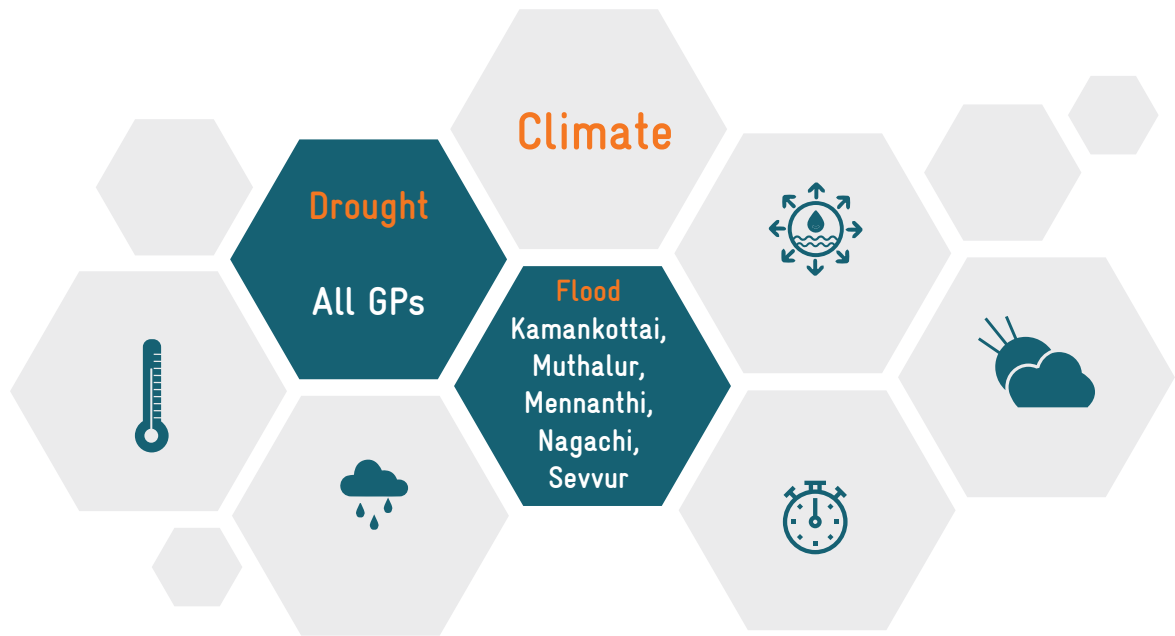 Climate
Drought
All GPs
Flood
Kamankottai,
Muthalur,
Mennanthi,
Nagachi,
Sevvur